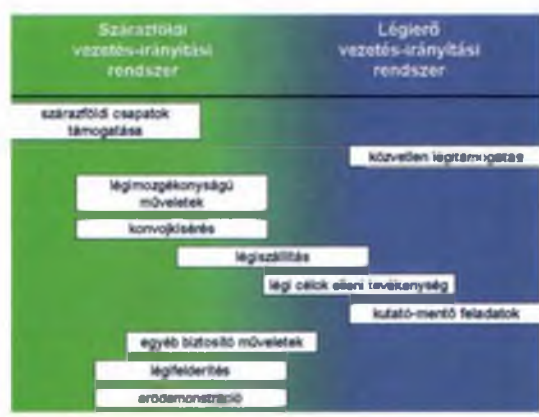 Szárazföldi
vezetés-irányítási
rendszer
Légierő
vezetés-irányítási
rendszer
szárazföldi csapatok
támogatása
közvetlen légitámogatás
légimozgékonyságú
műveletek
konvojkísérés
légiszállítás
légi célok elleni tevékenység
kutató-mentő feladatok
egyéb biztosító műveletek
légifelderítés
erődemonstráció